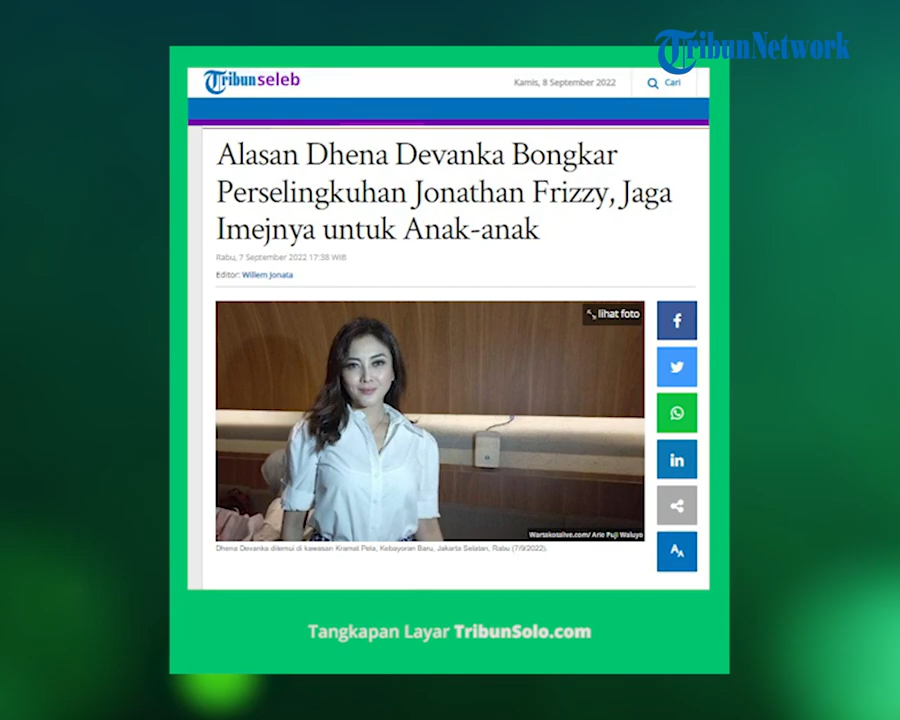 TribunNetwork
Tribunseleb
Kamis, 8 September 2022
Cari
Alasan Dhena Devanka Bongkar
Perselingkuhan Jonathan Frizzy, Jaga
Imejnya untuk Anak-anak
Rabu, 7 September 2022 17:38 WIB
Editor: Willem Jonata
lihat foto
Wartakotalive.com/ Arie Puji Waluyo
Dhena Devanka ditemui di kawasan Kramat Pela, Kebayoran Baru, Jakarta Selatan, Rabu (7/9/2022).
AA
Tangkapan Layar TribunSolo.com